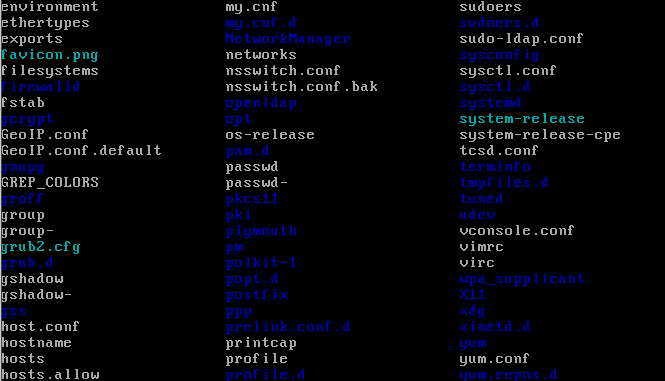 environment my.cnf sudoers
ethertypes my.cnf.d sudoers.d
exports NetworkManager sudo-ldap.conf
favicon.png networks sysconfig
filesystems nsswitch.conf sysctl.conf
firewalld nsswitch.conf.bak sysctl.d
fstab openldap systemd
gcrypt opt system-release
GeoIP.conf os-release system-release-cpe
GeoIP.conf.default pam.d tcsd.conf
gnupg passwd terminfo
GREP_COLORS passwd- tmpfiles.d
groff pkcs11 tuned
group pki udev
group- plymouth vconsole.conf
grub2.cfg pm vimrc
grub.d polkit-1 virc
gshadow popt.d wpa_supplicant
gshadow- postfix X11
gss ppp xdg
host.conf prelink.conf.d xinetd.d
hostname printcap yum
hosts profile yum.conf
hosts.allow profile.d yum.repos.d